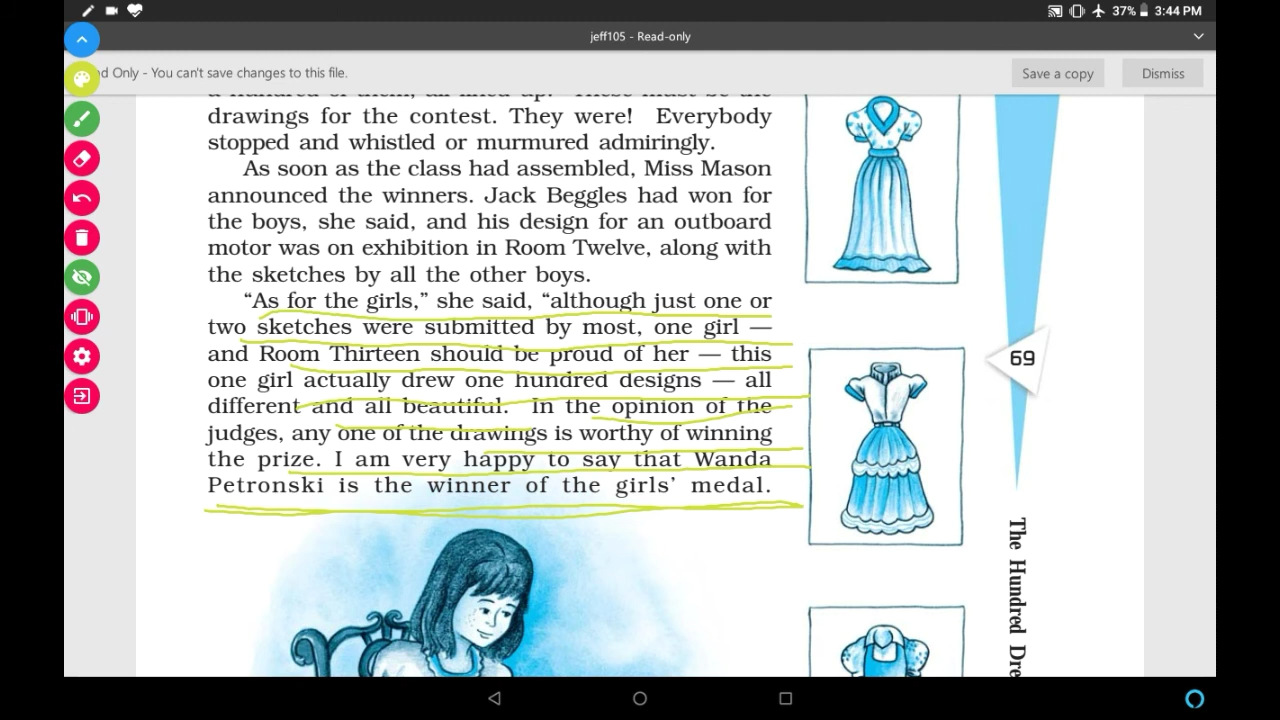 37% 3:44 PM
jeff105 - Read-only
d Only - You can't save changes to this file.
Save a copy
Dismiss
drawings for the contest. They were! Everybody
stopped and whistled or murmured admiringly.
As soon as the class had assembled, Miss Mason
announced the winners. Jack Beggles had won for
the boys, she said, and his design for an outboard
motor was on exhibition in Room Twelve, along with
the sketches by all the other boys.
“As for the girls,” she said, “although just one or
two sketches were submitted by most, one girl —
and Room Thirteen should be proud of her — this
one girl actually drew one hundred designs — all
different and all beautiful. In the opinion of the
judges, any one of the drawings is worthy of winning
the prize. I am very happy to say that Wanda
Petronski is the winner of the girls’ medal.
69
The Hundred Dre